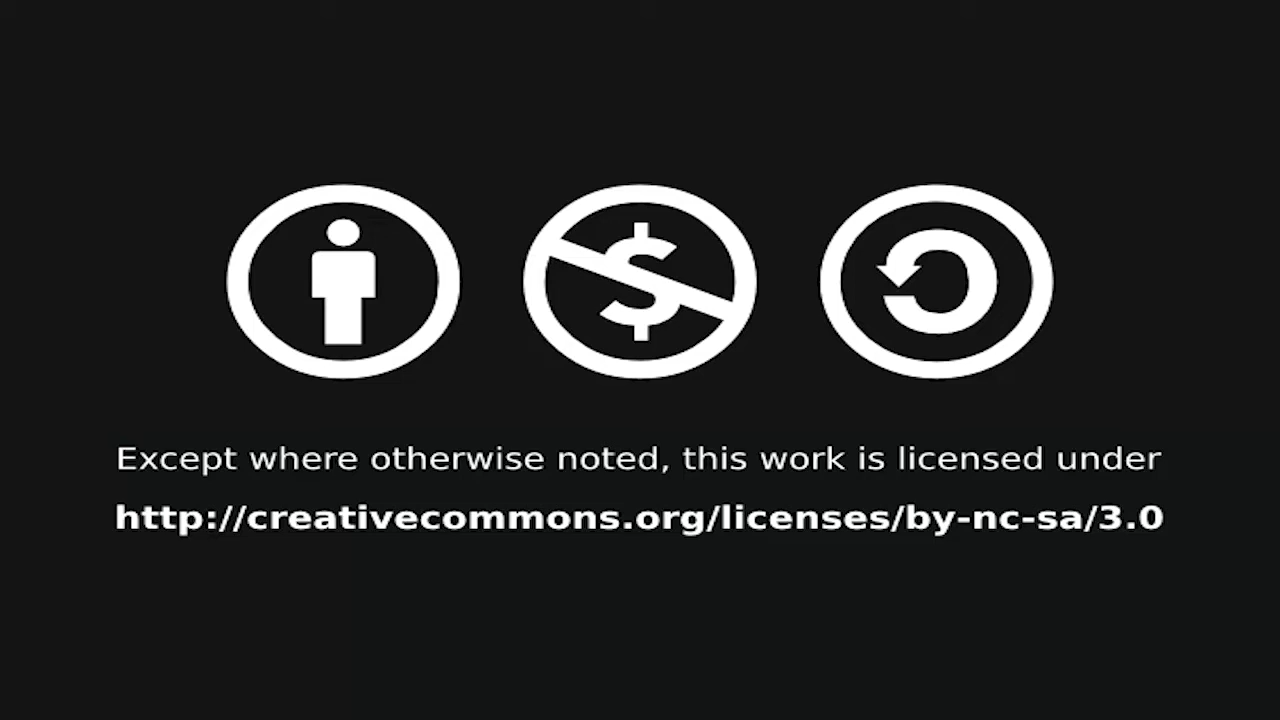 Except where otherwise noted, this work is licensed under
http://creativecommons.org/licenses/by-nc-sa/3.0